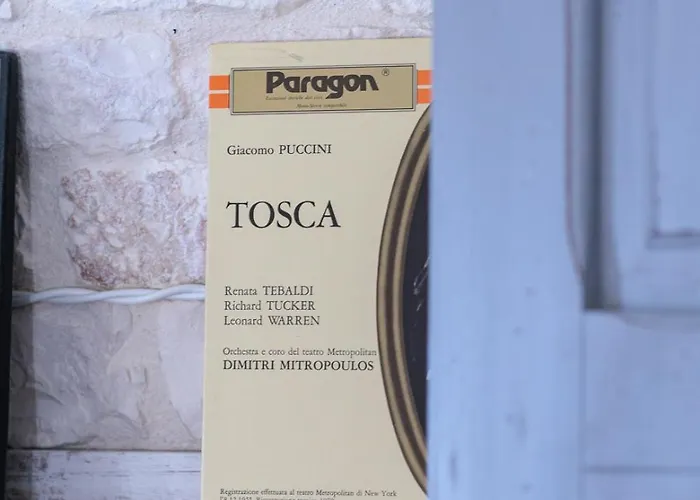 Paragon®
Giacomo PUCCINI
TOSCA
Renata TEBALDI
Richard TUCKER
Leonard WARREN
Orchestra e coro del teatro Metropolitan
DIMITRI MITROPOULOS
Registrazione effettuata al teatro Metropolitan di New York